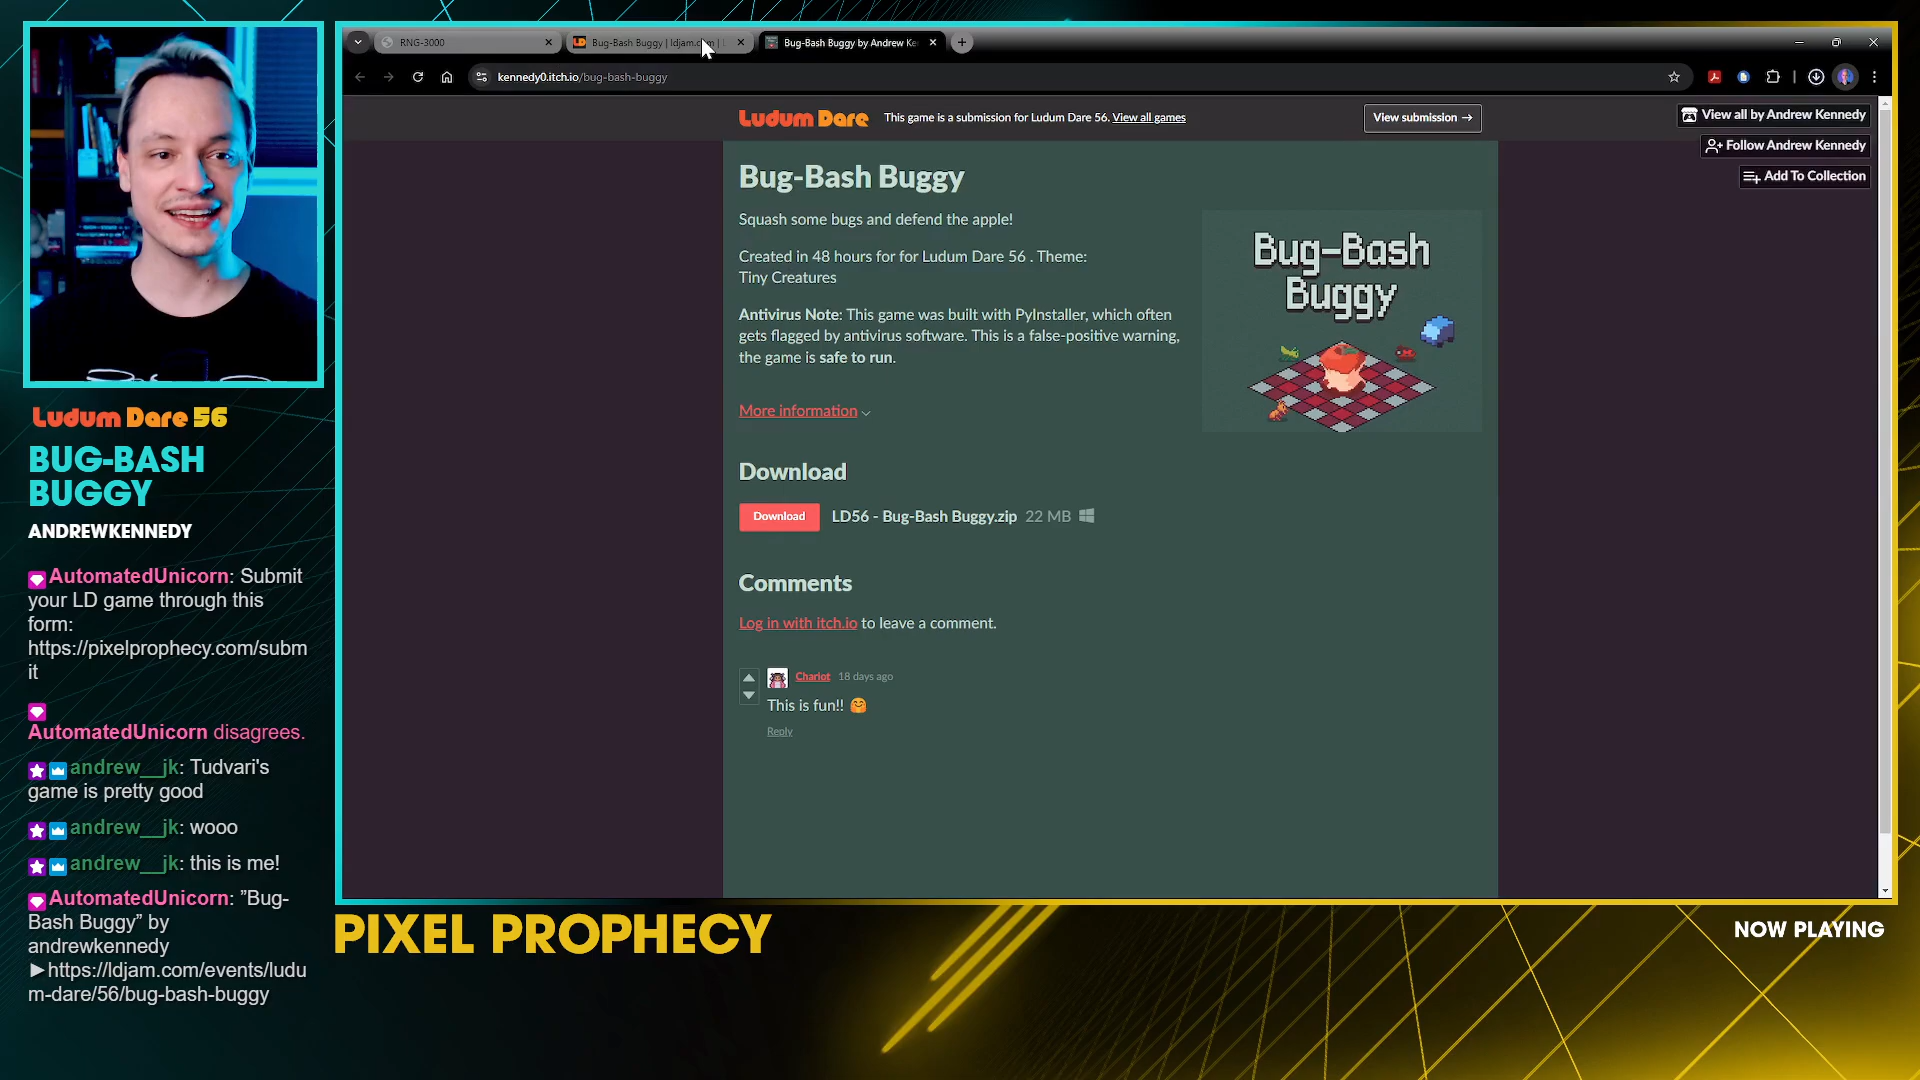 RNG-3000
Bug-Bash Buggy | ldjam.com |
Bug-Bash Buggy by Andrew Ke
kennedy0.itch.io/bug-bash-buggy
Ludum Dare
This game is a submission for Ludum Dare 56. View all games
View submission →
View all by Andrew Kennedy
Follow Andrew Kennedy
Add To Collection
Bug-Bash Buggy
Squash some bugs and defend the apple!
Created in 48 hours for for Ludum Dare 56 . Theme:
Tiny Creatures
Antivirus Note: This game was built with PyInstaller, which often
gets flagged by antivirus software. This is a false-positive warning,
the game is safe to run.
More information
Bug-Bash
Buggy
Download
Download LD56 - Bug-Bash Buggy.zip 22 MB
Comments
Log in with itch.io to leave a comment.
Chariot 18 days ago
This is fun!! 🤗
Reply
Ludum Dare 56
BUG-BASH
BUGGY
ANDREWKENNEDY
AutomatedUnicorn: Submit
your LD game through this
form:
https://pixelprophecy.com/subm
it
AutomatedUnicorn disagrees.
andrew__jk: Tudvari's
game is pretty good
andrew__jk: wooo
andrew__jk: this is me!
AutomatedUnicorn: ”Bug-
Bash Buggy” by
andrewkennedy
►https://ldjam.com/events/ludu
m-dare/56/bug-bash-buggy
PIXEL PROPHECY
NOW PLAYING